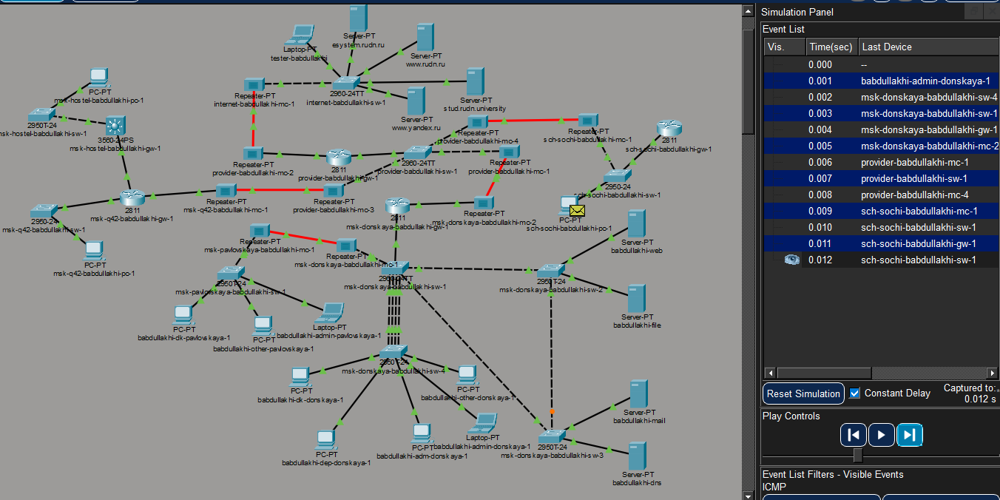 Server-PT
esystem.rudn.ru
Laptop-PT
tester-babdullakhi
Server-PT
www.rudn.ru
PC-PT
msk-hostel-babdullakhi-pc-1
Repeater-PT
internet-babdullakhi-mc-1
2960-24TT
internet-babdullakhi-sw-1
Server-PT
stud.rudn.university
Server-PT
www.yandex.ru
2950T-24
msk-hostel-babdullakhi-sw-1
3560-24PS
msk-hostel-babdullakhi-gw-1
Repeater-PT
provider-babdullakhi-mc-4
Repeater-PT
sch-sochi-babdullakhi-mc-1
2811
sch-sochi-babdullakhi-gw-1
Repeater-PT
provider-babdullakhi-mc-2
2811
provider-babdullakhi-gw-1
2960-24TT
provider-babdullakhi-sw-1
Repeater-PT
provider-babdullakhi-mc-1
2950-24
sch-sochi-babdullakhi-sw-1
2811
msk-q42-babdullakhi-gw-1
Repeater-PT
msk-q42-babdullakhi-mc-1
Repeater-PT
provider-babdullakhi-mc-3
2811
msk-donskaya-babdullakhi-gw-1
Repeater-PT
msk-donskaya-babdullakhi-mc-2
PC-PT
sch-sochi-babdullakhi-pc-1
2950-24
msk-q42-babdullakhi-sw-1
PC-PT
msk-q42-babdullakhi-pc-1
Repeater-PT
msk-pavlovskaya-babdullakhi-mc-1
Repeater-PT
msk-donskaya-babdullakhi-mc-1
Server-PT
babdullakhi-web
2950T-24
msk-pavlovskaya-babdullakhi-sw-1
2960-24TT
msk-donskaya-babdullakhi-sw-1
2950T-24
msk-donskaya-babdullakhi-sw-2
Server-PT
babdullakhi-file
PC-PT
babdullakhi-dk-pavlovskaya-1
PC-PT
babdullakhi-other-pavlovskaya-1
Laptop-PT
babdullakhi-admin-pavlovskaya-1
2950T-24
msk-donskaya-babdullakhi-sw-4
PC-PT
babdullakhi-dk-donskaya-1
PC-PT
babdullakhi-other-donskaya-1
Server-PT
babdullakhi-mail
PC-PT
babdullakhi-dep-donskaya-1
PC-PT
babdullakhi-adm-donskaya-1
Laptop-PT
babdullakhi-admin-donskaya-1
2950T-24
msk-donskaya-babdullakhi-sw-3
Server-PT
babdullakhi-dns
Simulation Panel
Event List
Vis. Time(sec) Last Device
0.000 --
0.001 babdullakhi-admin-donskaya-1
0.002 msk-donskaya-babdullakhi-sw-4
0.003 msk-donskaya-babdullakhi-sw-1
0.004 msk-donskaya-babdullakhi-gw-1
0.005 msk-donskaya-babdullakhi-mc-2
0.006 provider-babdullakhi-mc-1
0.007 provider-babdullakhi-sw-1
0.008 provider-babdullakhi-mc-4
0.009 sch-sochi-babdullakhi-mc-1
0.010 sch-sochi-babdullakhi-sw-1
0.011 sch-sochi-babdullakhi-gw-1
0.012 sch-sochi-babdullakhi-sw-1
Reset Simulation
Constant Delay
Captured to:
0.012 s
Play Controls
Event List Filters - Visible Events
ICMP